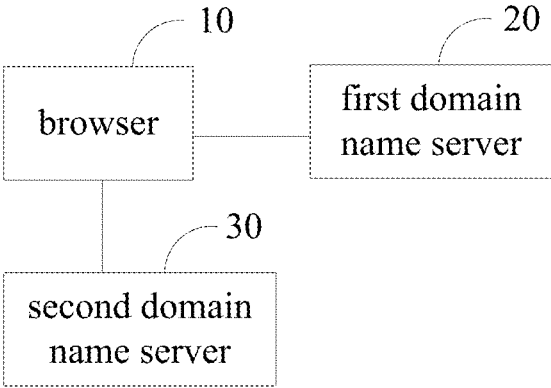 10
20
browser
first domain
name server
30
second domain
name server